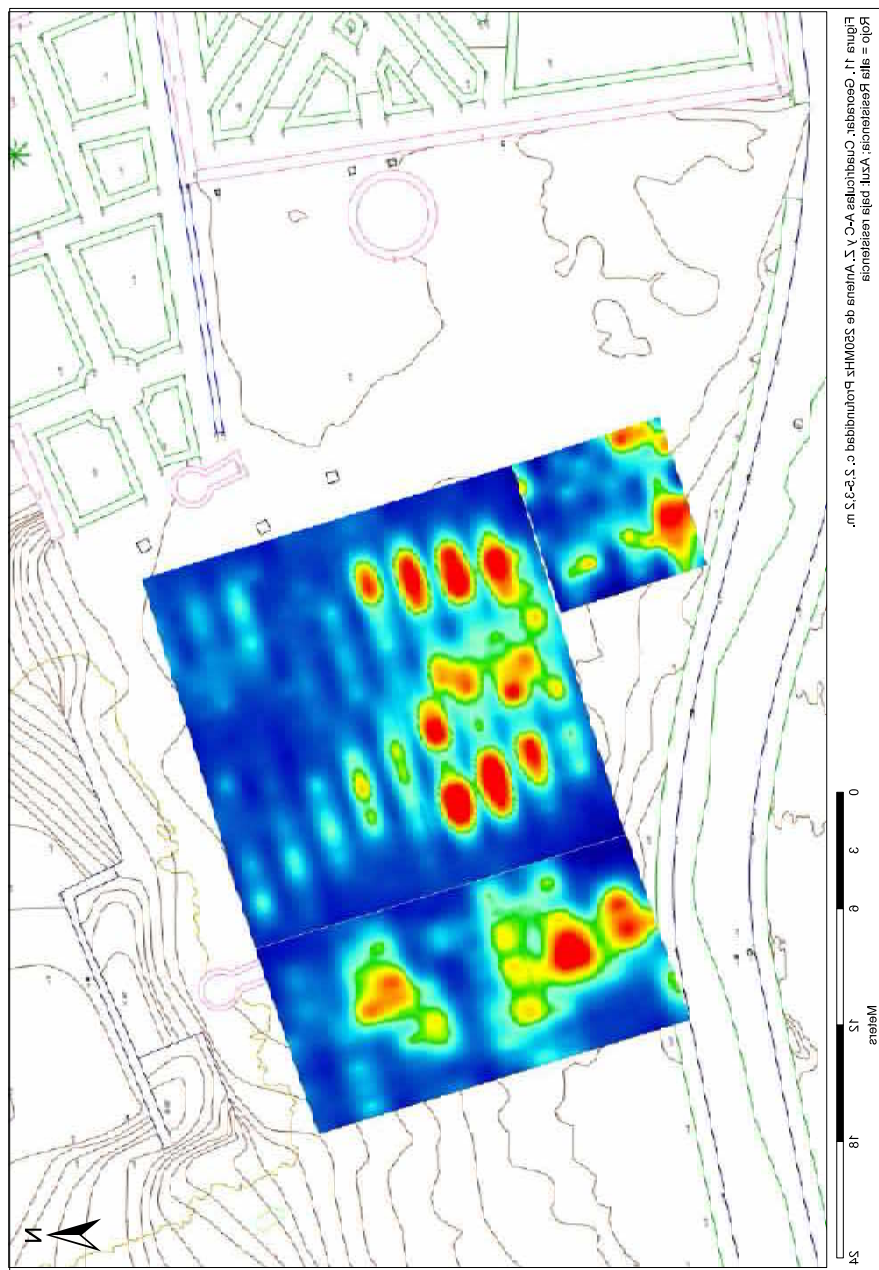 Figura 11. Georadar. Cuadrículas A-C y Z. Antena de 250MHz Profundidad c. 2,5-3,5 m.
Rojo = alta Resistencia; Azul: baja resistencia
0 3 6 12 18 24
Meters
N